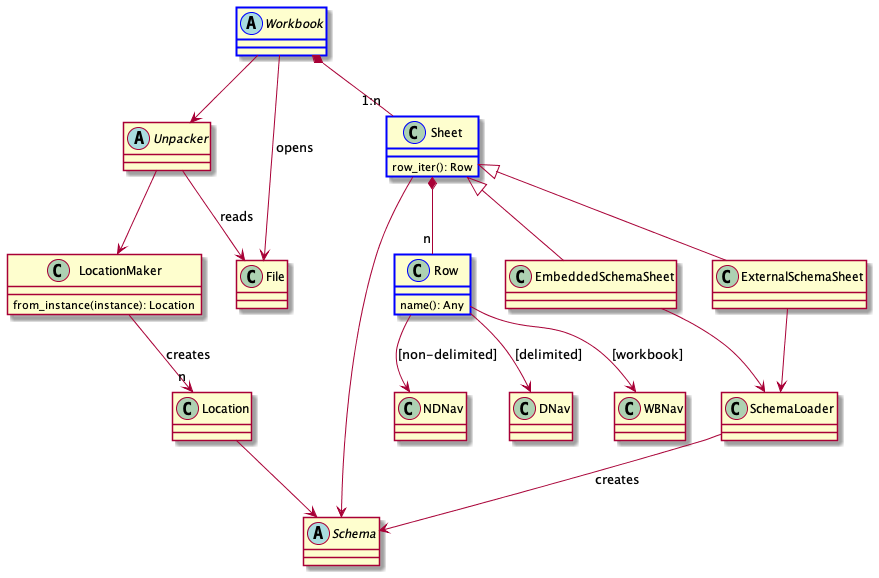 A Workbook
1:n
opens
A Unpacker
C Sheet
row_iter(): Row
reads
n
C LocationMaker
from_instance(instance): Location
C File
C Row
name(): Any
C EmbeddedSchemaSheet
C ExternalSchemaSheet
creates
n
[non-delimited]
[delimited]
[workbook]
C Location
C NDNav
C DNav
C WBNav
C SchemaLoader
creates
A Schema